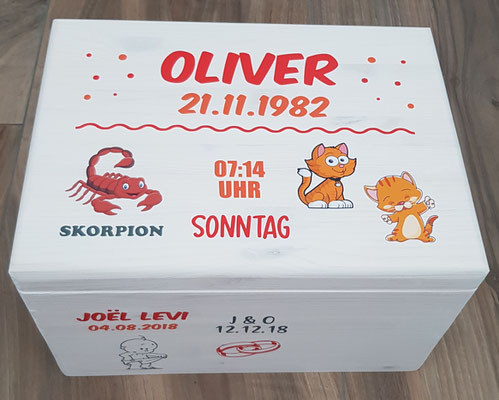 OLIVER
21.11.1982
07:14
UHR
SKORPION
SONNTAG
JOËL LEVI
04.08.2018
J & O
12.12.18